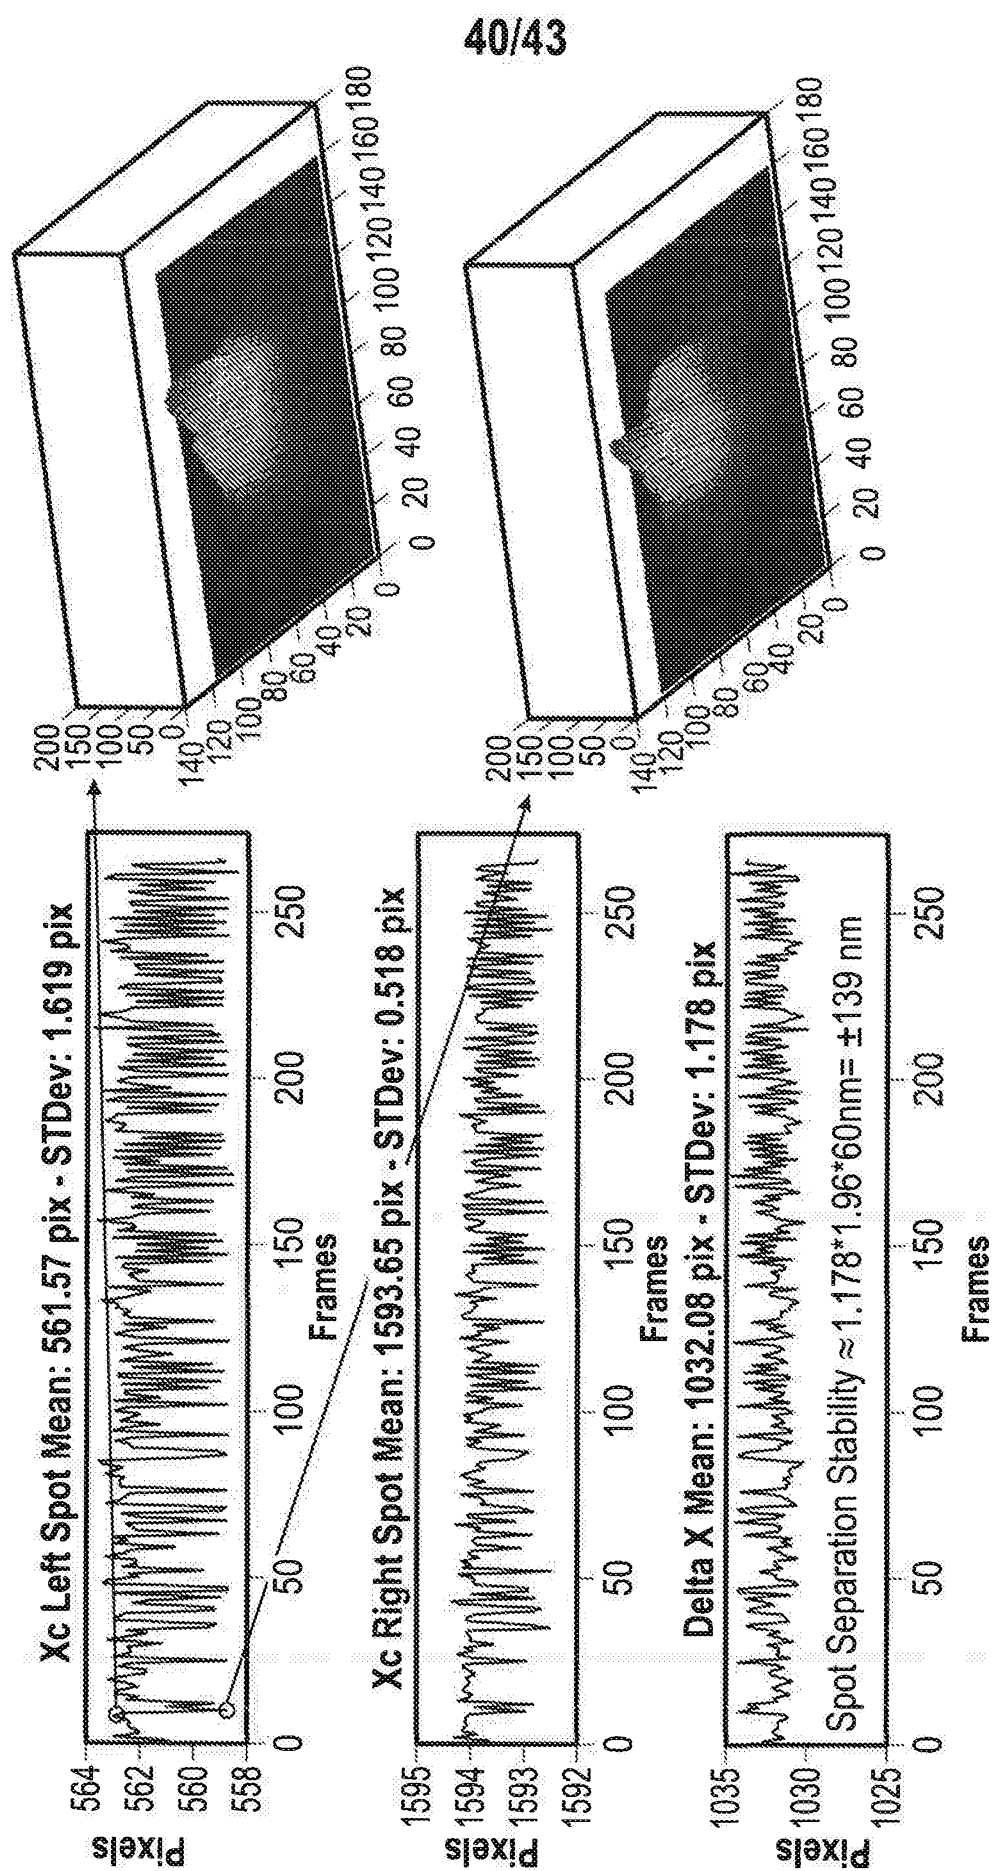 40/43
Xc Left Spot Mean: 561.57 pix - STDev: 1.619 pix
Pixels
564
562
560
558
0 50 100 150 200 250
Frames
200
150
100
50
0
140
120
100
80
60
40
20
0
0 20 40 60 80 100 120 140 160 180
Xc Right Spot Mean: 1593.65 pix - STDev: 0.518 pix
Pixels
1595
1594
1593
1592
0 50 100 150 200 250
Frames
200
150
100
50
0
140
120
100
80
60
40
20
0
0 20 40 60 80 100 120 140 160 180
Delta X Mean: 1032.08 pix - STDev: 1.178 pix
Pixels
1035
1030
1025
Spot Separation Stability ≈ 1.178*1.96*60nm= ±139 nm
0 50 100 150 200 250
Frames